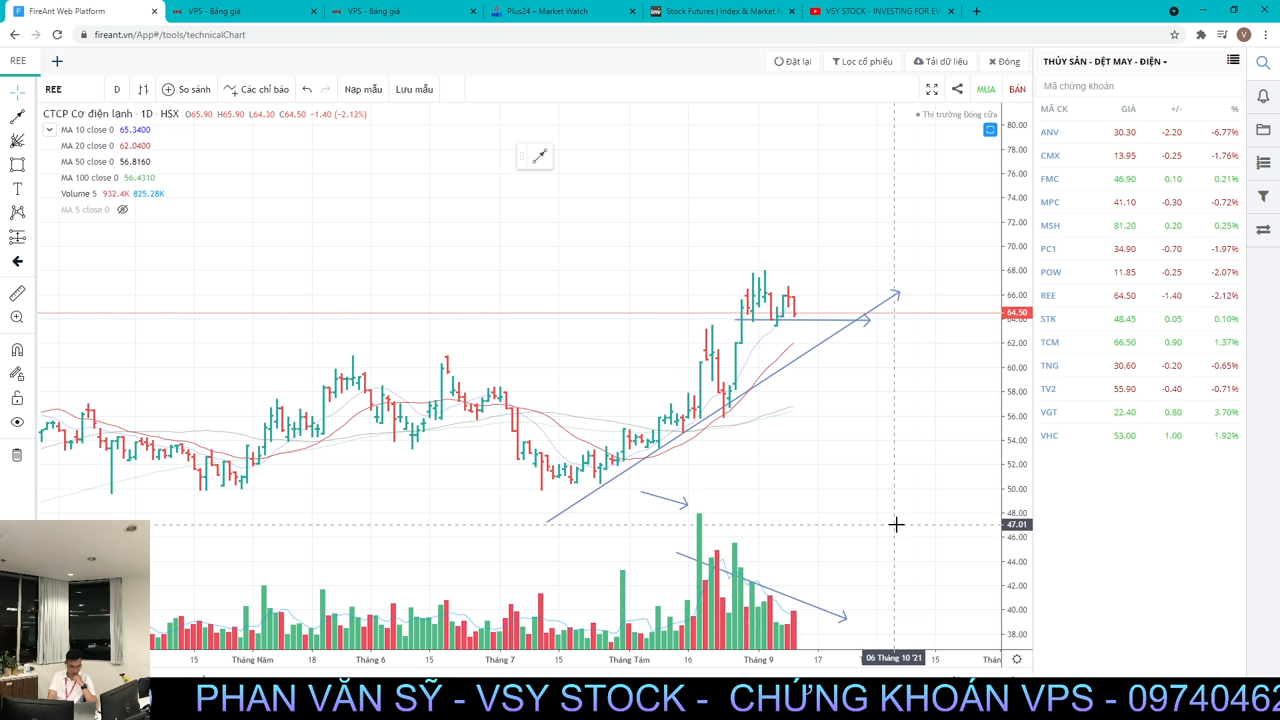 FireAnt Web Platform
VPS - Bảng giá
VPS - Bảng giá
Plus24 – Market Watch
Stock Futures | Index & Market F
VSY STOCK - INVESTING FOR EV
fireant.vn/App#/tools/technicalChart
REE
Đặt lại
Lọc cổ phiếu
Tải dữ liệu
Đóng
REE
D
So sánh
Các chỉ báo
Nạp mẫu
Lưu mẫu
MUA
BÁN
CTCP Cơ điện lạnh · 1D · HSX O65.90 H65.90 L64.30 C64.50 −1.40 (−2.12%)
Thị trường Đóng cửa
MA 10 close 0 65.3400
MA 20 close 0 62.0400
MA 50 close 0 56.8160
MA 100 close 0 56.4310
Volume 5 932.4K 825.28K
MA 5 close 0
80.00
78.00
76.00
74.00
72.00
70.00
68.00
66.00
64.50
64.00
62.00
60.00
58.00
56.00
54.00
52.00
50.00
48.00
47.01
46.00
44.00
42.00
40.00
38.00
15
Tháng Năm
18
Tháng 6
15
Tháng 7
15
Tháng Tám
16
Tháng 9
17
06 Tháng 10 '21
15
Thán
THỦY SẢN - DỆT MAY - ĐIỆN
Mã chứng khoán
MÃ CK GIÁ +/- %
ANV 30.30 -2.20 -6.77%
CMX 13.95 -0.25 -1.76%
FMC 46.90 0.10 0.21%
MPC 41.10 -0.30 -0.72%
MSH 81.20 0.20 0.25%
PC1 34.90 -0.70 -1.97%
POW 11.85 -0.25 -2.07%
REE 64.50 -1.40 -2.12%
STK 48.45 0.05 0.10%
TCM 66.50 0.90 1.37%
TNG 30.60 -0.20 -0.65%
TV2 55.90 -0.40 -0.71%
VGT 22.40 0.80 3.70%
VHC 53.00 1.00 1.92%
PHAN VĂN SỸ - VSY STOCK - CHỨNG KHOÁN VPS - 09740462